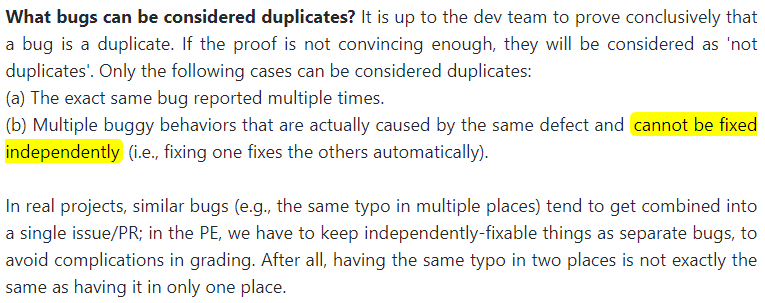 What bugs can be considered duplicates? It is up to the dev team to prove conclusively that
a bug is a duplicate. If the proof is not convincing enough, they will be considered as 'not
duplicates'. Only the following cases can be considered duplicates:
(a) The exact same bug reported multiple times.
(b) Multiple buggy behaviors that are actually caused by the same defect and cannot be fixed
independently (i.e., fixing one fixes the others automatically).
In real projects, similar bugs (e.g., the same typo in multiple places) tend to get combined into
a single issue/PR; in the PE, we have to keep independently-fixable things as separate bugs, to
avoid complications in grading. After all, having the same typo in two places is not exactly the
same as having it in only one place.